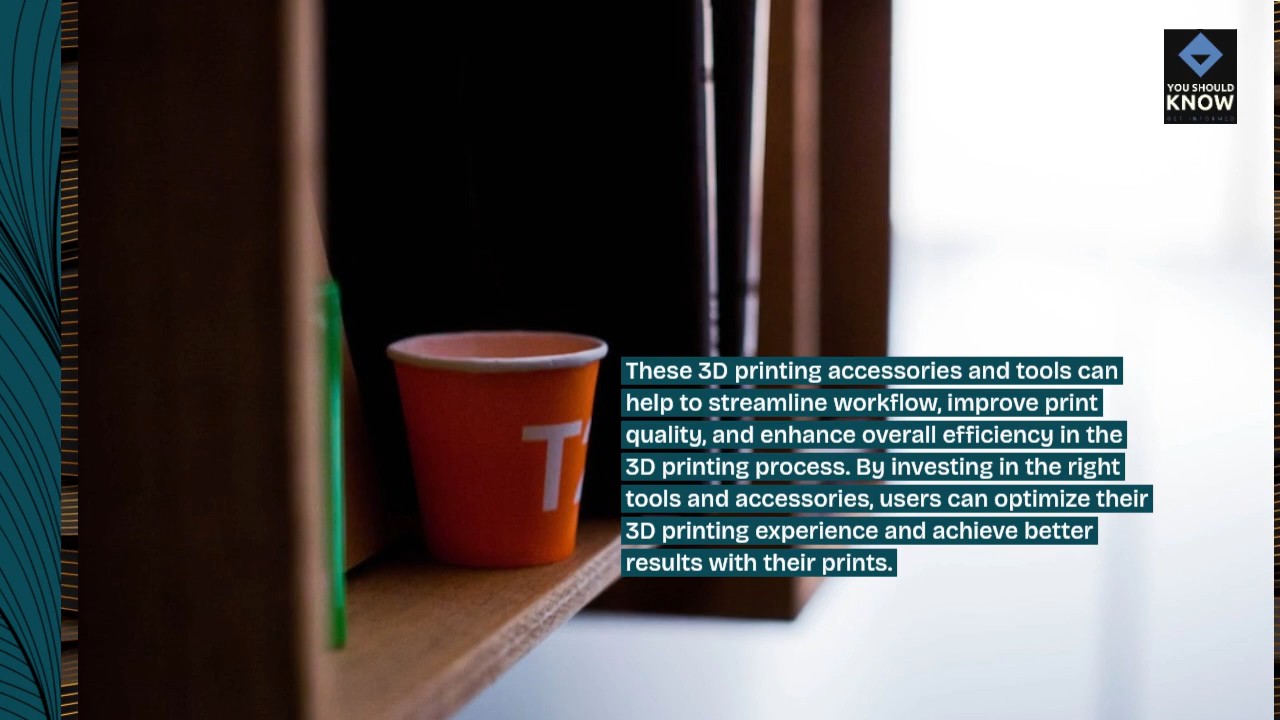 YOU SHOULD
KNOW
GET INFORMED
These 3D printing accessories and tools can
help to streamline workflow, improve print
quality, and enhance overall efficiency in the
3D printing process. By investing in the right
tools and accessories, users can optimize their
3D printing experience and achieve better
results with their prints.